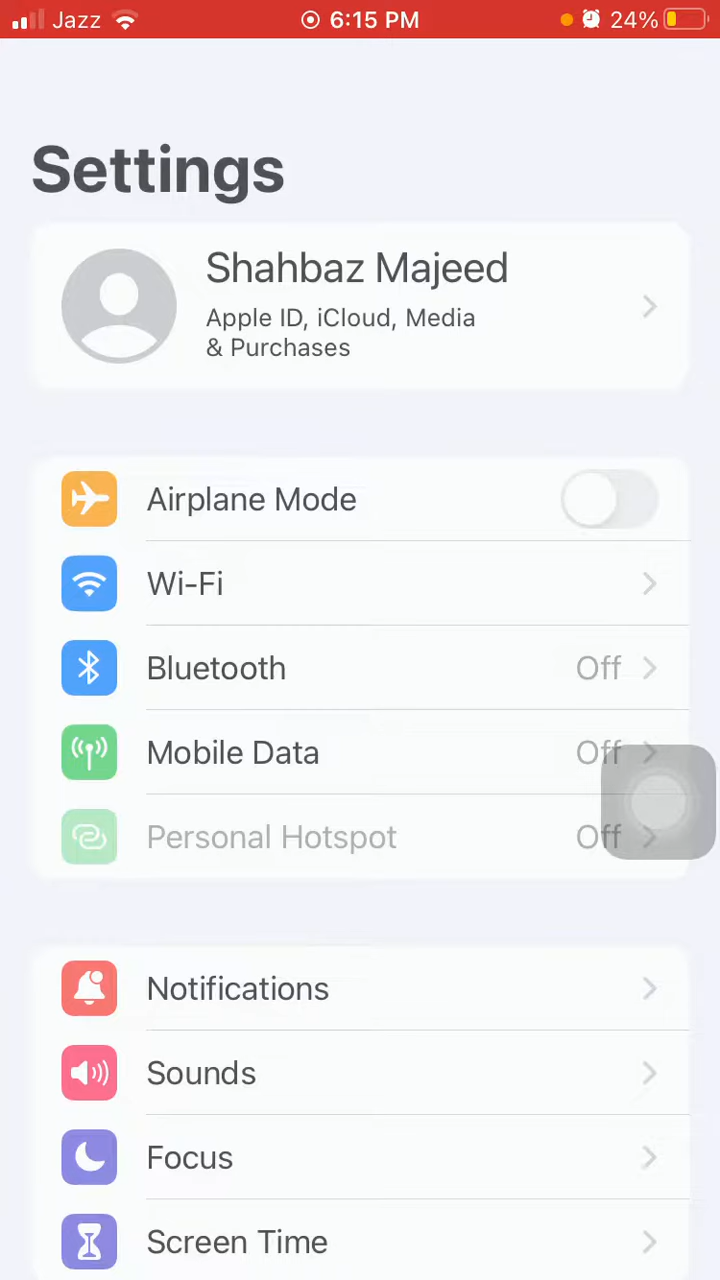 Jazz 6:15 PM 24%
Settings
Shahbaz Majeed
Apple ID, iCloud, Media
& Purchases
Airplane Mode
Wi-Fi
Bluetooth Off
Mobile Data Off
Personal Hotspot Off
Notifications
Sounds
Focus
Screen Time